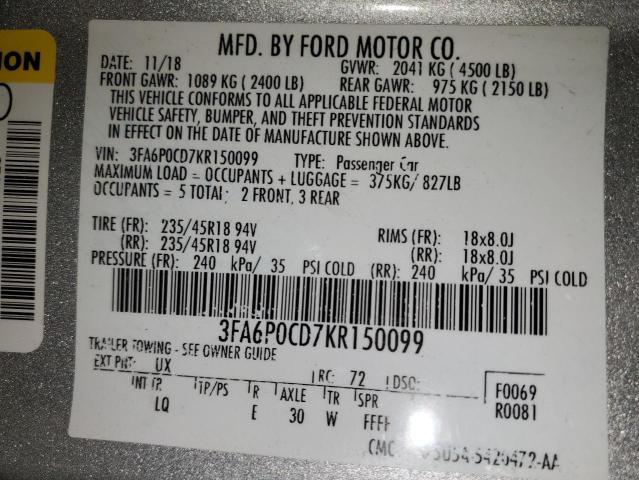 ION
MFD. BY FORD MOTOR CO.
DATE: 11/18 GVWR: 2041 KG ( 4500 LB)
FRONT GAWR: 1089 KG ( 2400 LB) REAR GAWR: 975 KG ( 2150 LB)
THIS VEHICLE CONFORMS TO ALL APPLICABLE FEDERAL MOTOR
VEHICLE SAFETY, BUMPER, AND THEFT PREVENTION STANDARDS
IN EFFECT ON THE DATE OF MANUFACTURE SHOWN ABOVE.
VIN: 3FA6P0CD7KR150099 TYPE: Passenger Car
MAXIMUM LOAD = OCCUPANTS + LUGGAGE = 375KG/ 827LB
OCCUPANTS = 5 TOTAL; 2 FRONT, 3 REAR
TIRE (FR): 235/45R18 94V RIMS (FR): 18x8.0J
(RR): 235/45R18 94V (RR): 18x8.0J
PRESSURE (FR): 240 kPa/ 35 PSI COLD (RR): 240 kPa/ 35 PSI COLD
3FA6P0CD7KR150099
TRAILER TOWING - SEE OWNER GUIDE
EXT PNT: UX RC: 72 DSO: F0069
INT TR TP/PS R AXLE TR SPR R0081
LQ E 30 W FFFF
CMC